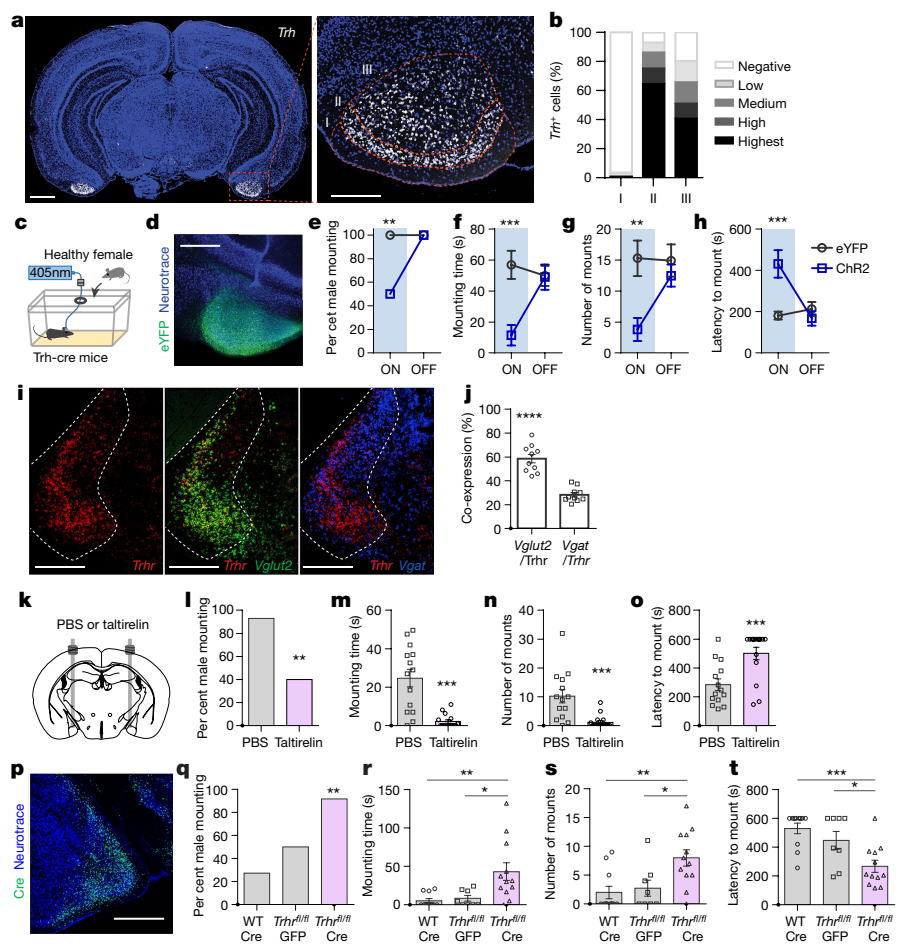 a
Trh
III
II
I
b
Trh+ cells (%)
100
80
60
40
20
0
I II III
Negative
Low
Medium
High
Highest
c
Healthy female
405nm
Trh-cre mice
d
eYFP Neurotrace
e
Per cet male mounting
100
80
60
40
20
0
**
ON OFF
f
Mounting time (s)
80
60
40
20
0
***
ON OFF
g
Number of mounts
20
15
10
5
0
**
ON OFF
h
Latency to mount (s)
600
400
200
0
***
ON OFF
eYFP
ChR2
i
Trhr
Trhr Vglut2
Trhr Vgat
j
Co-expression (%)
100
80
60
40
20
0
****
Vglut2
/Trhr
Vgat
/Trhr
k
PBS or taltirelin
l
Per cent male mounting
100
80
60
40
20
0
**
PBS Taltirelin
m
Mounting time (s)
60
40
20
0
***
PBS Taltirelin
n
Number of mounts
40
30
20
10
0
***
PBS Taltirelin
o
Latency to mount (s)
800
600
400
200
0
***
PBS Taltirelin
p
Cre Neurotrace
q
Per cent male mounting
100
80
60
40
20
0
**
WT Trhrfl/fl Trhrfl/fl
Cre GFP Cre
r
Mounting time (s)
150
100
50
0
**
*
WT Trhrfl/fl Trhrfl/fl
Cre GFP Cre
s
Number of mounts
20
15
10
5
0
**
*
WT Trhrfl/fl Trhrfl/fl
Cre GFP Cre
t
Latency to mount (s)
800
600
400
200
0
***
*
WT Trhrfl/fl Trhrfl/fl
Cre GFP Cre